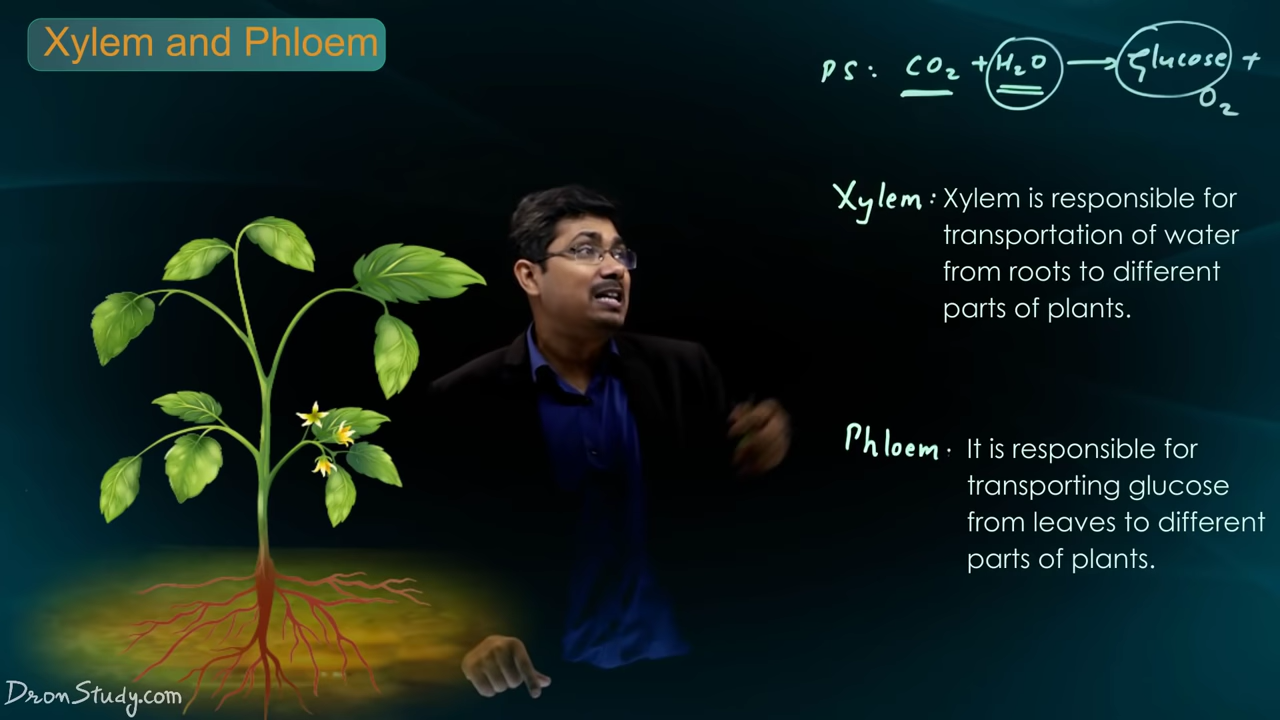 Xylem and Phloem
PS: CO₂ + H₂O → Glucose +
O₂
Xylem: Xylem is responsible for
transportation of water
from roots to different
parts of plants.
Phloem. It is responsible for
transporting glucose
from leaves to different
parts of plants.
DronStudy.com